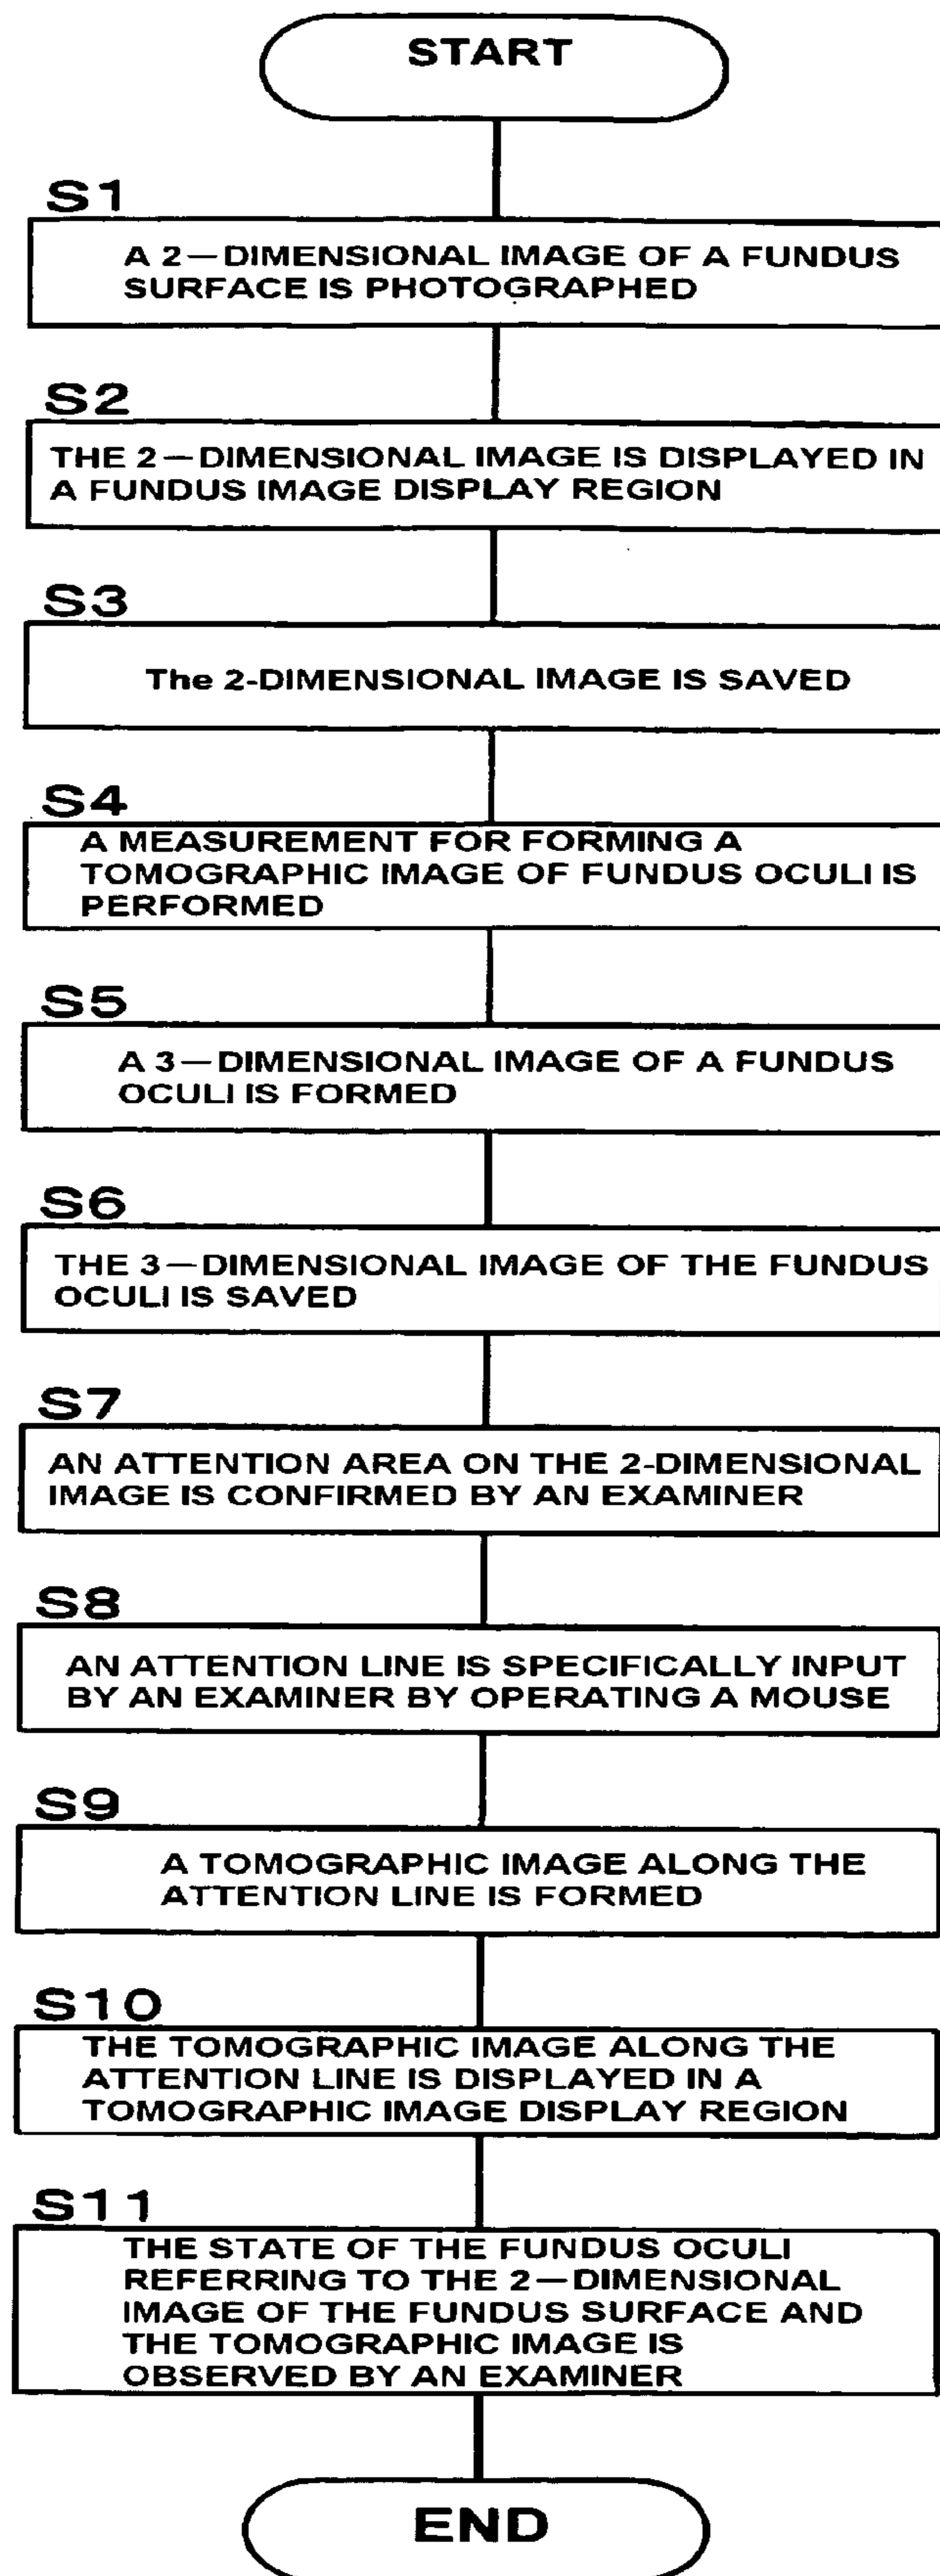 START
S1
A 2—DIMENSIONAL IMAGE OF A FUNDUS
SURFACE IS PHOTOGRAPHED
S2
THE 2—DIMENSIONAL IMAGE IS DISPLAYED IN
A FUNDUS IMAGE DISPLAY REGION
S3
The 2-DIMENSIONAL IMAGE IS SAVED
S4
A MEASUREMENT FOR FORMING A
TOMOGRAPHIC IMAGE OF FUNDUS OCULI IS
PERFORMED
S5
A 3—DIMENSIONAL IMAGE OF A FUNDUS
OCULI IS FORMED
S6
THE 3—DIMENSIONAL IMAGE OF THE FUNDUS
OCULI IS SAVED
S7
AN ATTENTION AREA ON THE 2-DIMENSIONAL
IMAGE IS CONFIRMED BY AN EXAMINER
S8
AN ATTENTION LINE IS SPECIFICALLY INPUT
BY AN EXAMINER BY OPERATING A MOUSE
S9
A TOMOGRAPHIC IMAGE ALONG THE
ATTENTION LINE IS FORMED
S10
THE TOMOGRAPHIC IMAGE ALONG THE
ATTENTION LINE IS DISPLAYED IN A
TOMOGRAPHIC IMAGE DISPLAY REGION
S11
THE STATE OF THE FUNDUS OCULI
REFERRING TO THE 2—DIMENSIONAL
IMAGE OF THE FUNDUS SURFACE AND
THE TOMOGRAPHIC IMAGE IS
OBSERVED BY AN EXAMINER
END